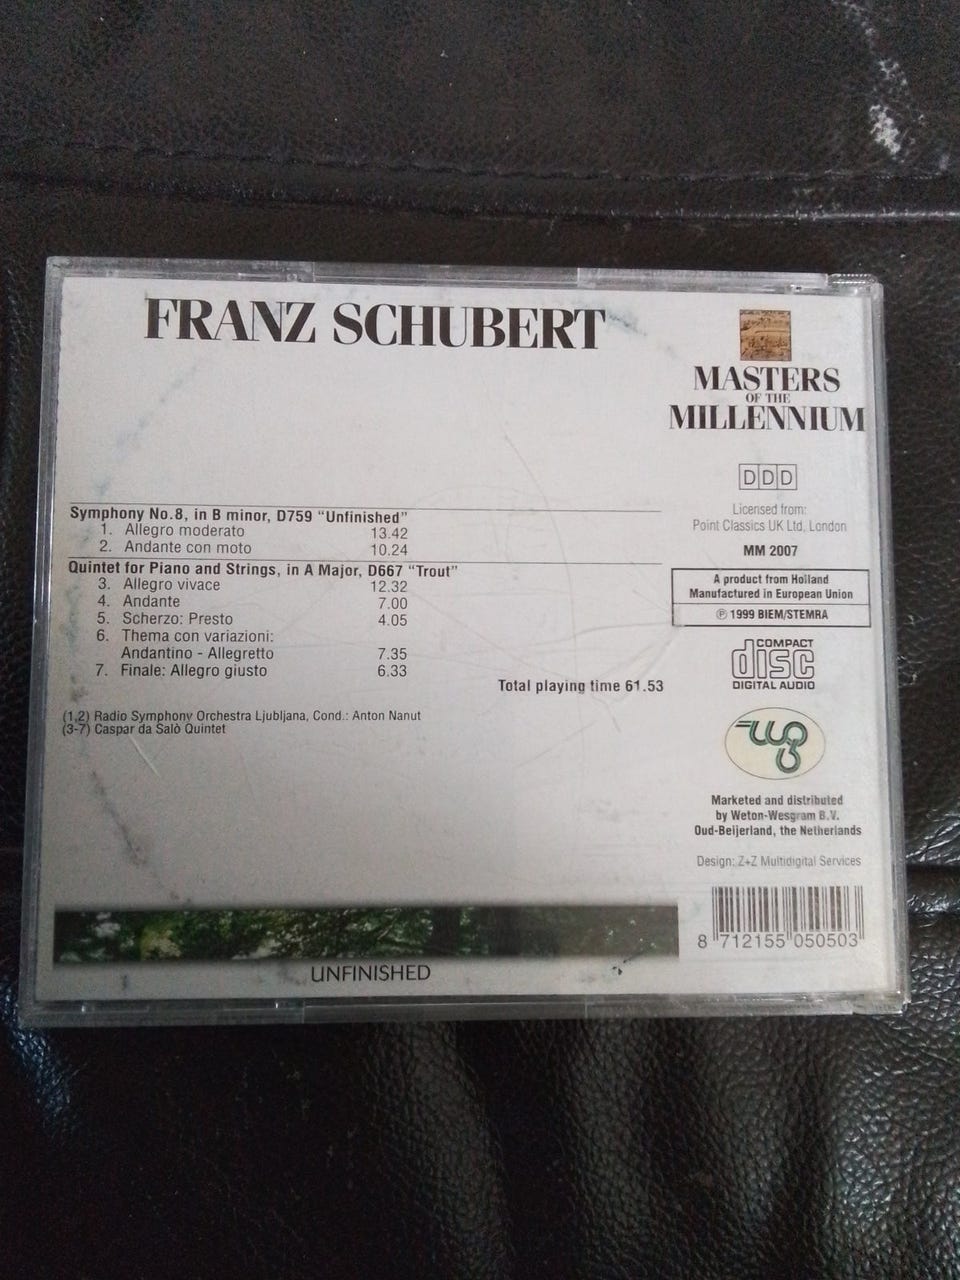 FRANZ SCHUBERT
MASTERS
OF THE
MILLENNIUM
DDD
Licensed from:
Point Classics UK Ltd, London
MM 2007
A product from Holland
Manufactured in European Union
℗ 1999 BIEM/STEMRA
COMPACT
disc
DIGITAL AUDIO
Symphony No.8, in B minor, D759 "Unfinished"
1. Allegro moderato 13.42
2. Andante con moto 10.24
Quintet for Piano and Strings, in A Major, D667 "Trout"
3. Allegro vivace 12.32
4. Andante 7.00
5. Scherzo: Presto 4.05
6. Thema con variazioni:
Andantino - Allegretto 7.35
7. Finale: Allegro giusto 6.33
Total playing time 61.53
(1,2) Radio Symphony Orchestra Ljubljana, Cond.: Anton Nanut
(3-7) Caspar da Salò Quintet
wg
Marketed and distributed
by Weton-Wesgram B.V.
Oud-Beijerland, the Netherlands
Design: Z+Z Multidigital Services
8 712155 050503
UNFINISHED